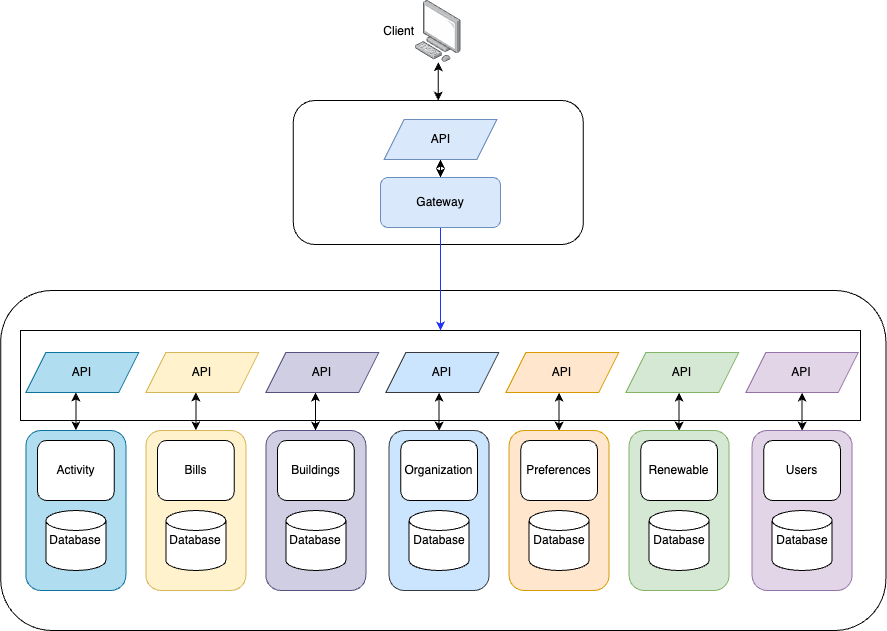 Client
API
Gateway
API API API API API API API
Activity Bills Buildings Organization Preferences Renewable Users
Database Database Database Database Database Database Database